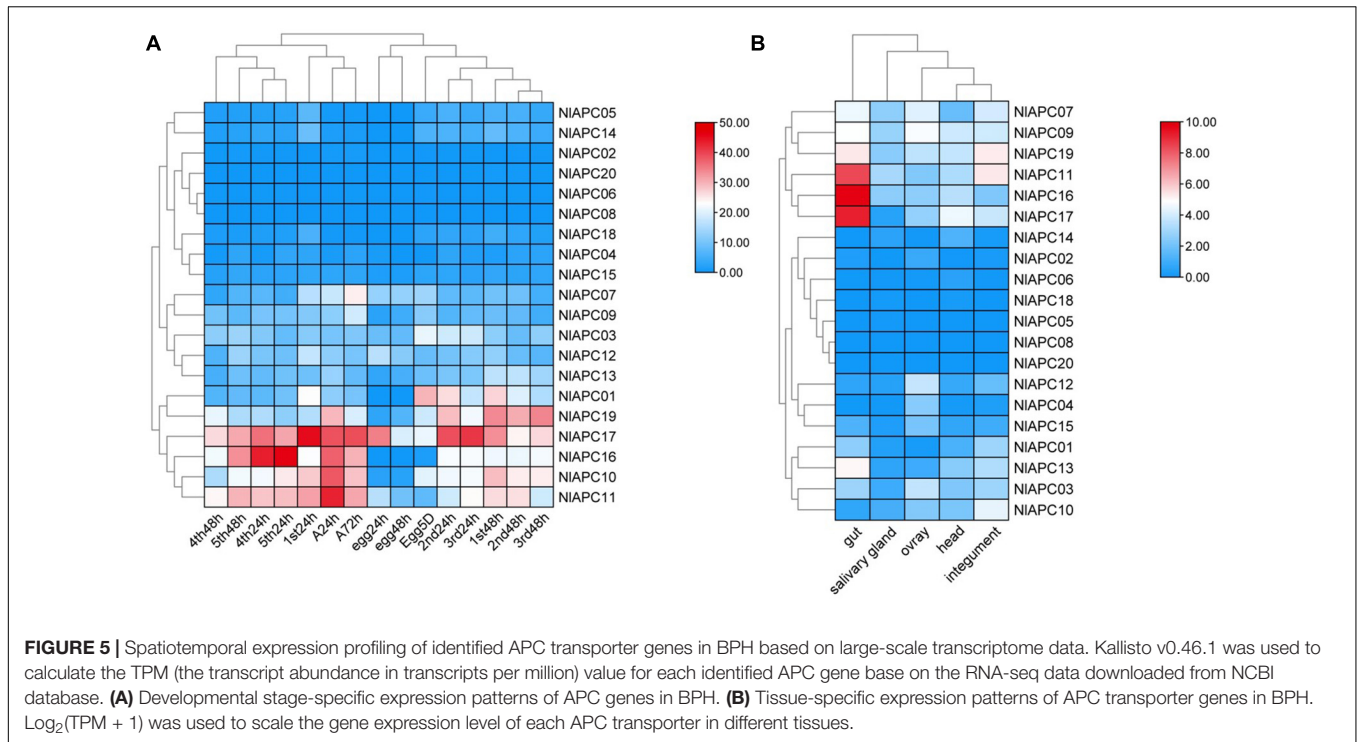 A
NlAPC05
NlAPC14
NlAPC02
NlAPC20
NlAPC06
NlAPC08
NlAPC18
NlAPC04
NlAPC15
NlAPC07
NlAPC09
NlAPC03
NlAPC12
NlAPC13
NlAPC01
NlAPC19
NlAPC17
NlAPC16
NlAPC10
NlAPC11
4th48h
5th48h
4th24h
5th24h
1st24h
A24h
A72h
egg24h
egg48h
Egg5D
2nd24h
3rd24h
1st48h
2nd48h
3rd48h
50.00
40.00
30.00
20.00
10.00
0.00
B
NlAPC07
NlAPC09
NlAPC19
NlAPC11
NlAPC16
NlAPC17
NlAPC14
NlAPC02
NlAPC06
NlAPC18
NlAPC05
NlAPC08
NlAPC20
NlAPC12
NlAPC04
NlAPC15
NlAPC01
NlAPC13
NlAPC03
NlAPC10
gut
salivary gland
ovray
head
integument
10.00
8.00
6.00
4.00
2.00
0.00
FIGURE 5 | Spatiotemporal expression profiling of identified APC transporter genes in BPH based on large-scale transcriptome data. Kallisto v0.46.1 was used to
calculate the TPM (the transcript abundance in transcripts per million) value for each identified APC gene base on the RNA-seq data downloaded from NCBI
database. (A) Developmental stage-specific expression patterns of APC genes in BPH. (B) Tissue-specific expression patterns of APC transporter genes in BPH.
Log2(TPM + 1) was used to scale the gene expression level of each APC transporter in different tissues.